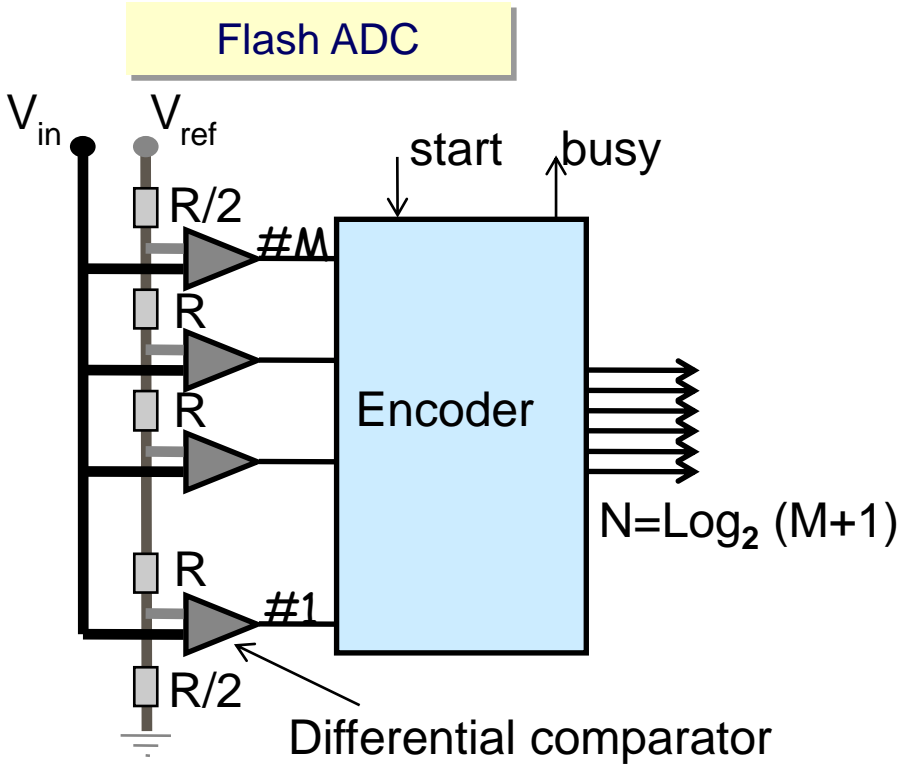 Flash ADC
V_in V_ref
start busy
R/2
#M
R
R
Encoder
N=Log₂ (M+1)
R
#1
R/2
Differential comparator